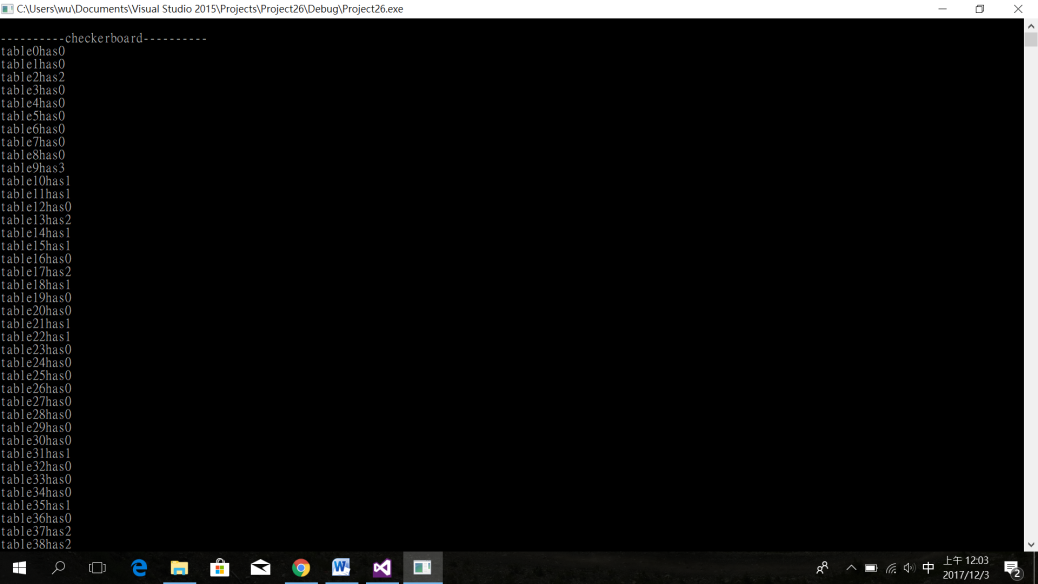 C:\Users\wu\Documents\Visual Studio 2015\Projects\Project26\Debug\Project26.exe
----------checkerboard----------
table0has0
table1has0
table2has2
table3has0
table4has0
table5has0
table6has0
table7has0
table8has0
table9has3
table10has1
table11has1
table12has0
table13has2
table14has1
table15has1
table16has0
table17has2
table18has1
table19has0
table20has0
table21has1
table22has1
table23has0
table24has0
table25has0
table26has0
table27has0
table28has0
table29has0
table30has0
table31has1
table32has0
table33has0
table34has0
table35has1
table36has0
table37has2
table38has2
中
上午 12:03
2017/12/3
2